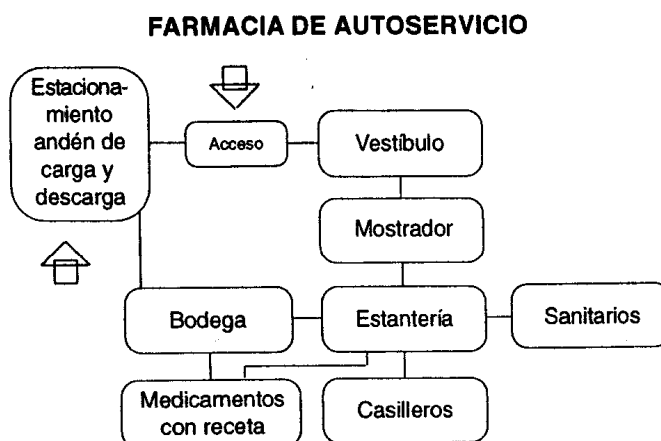 FARMACIA DE AUTOSERVICIO
Estaciona-
miento
andén de
carga y
descarga
Acceso
Vestíbulo
Mostrador
Bodega
Estantería
Sanitarios
Medicamentos
con receta
Casilleros